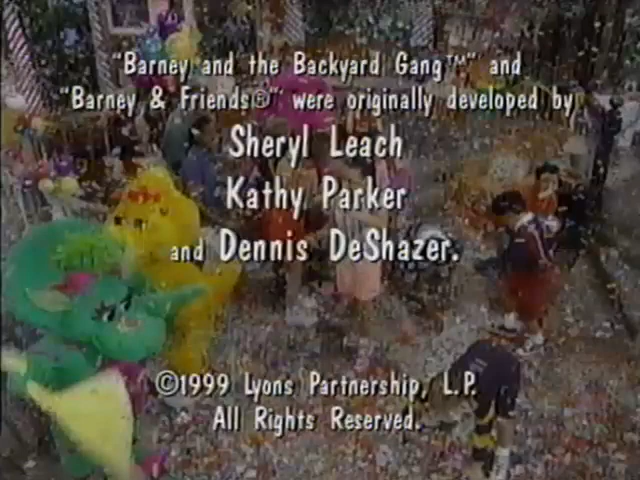 "Barney and the Backyard Gang™" and
"Barney & Friends®" were originally developed by
Sheryl Leach
Kathy Parker
and Dennis DeShazer.
©1999 Lyons Partnership, L.P.
All Rights Reserved.